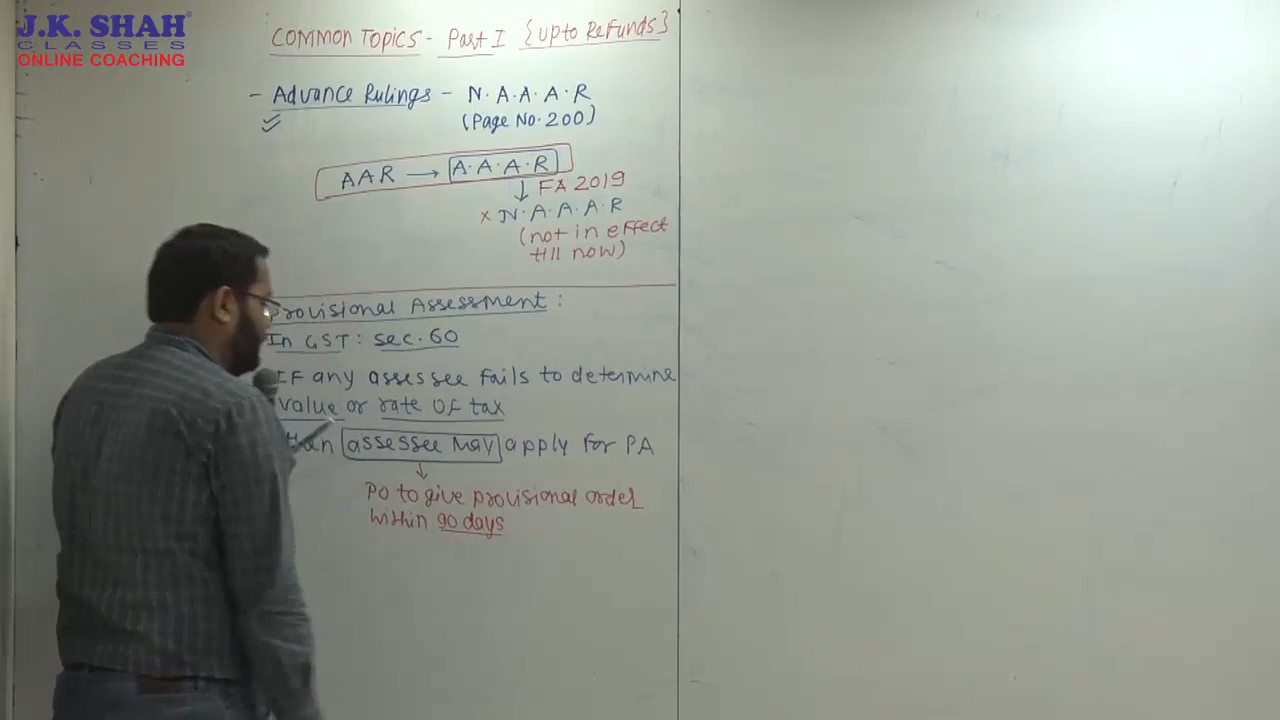 J.K. SHAH®
CLASSES
ONLINE COACHING
COMMON TOPICS - Part I {upto Refunds}
- Advance Rulings - N.A.A.A.R
(Page No. 200)
AAR → A.A.A.R
↓ FA 2019
× N.A.A.A.R
(not in effect
till now)
Provisional Assessment:
In GST: sec. 60
If any assessee fails to determine
value or rate of tax
than assessee may apply for PA
↓
PO to give provisional order
within 90 days